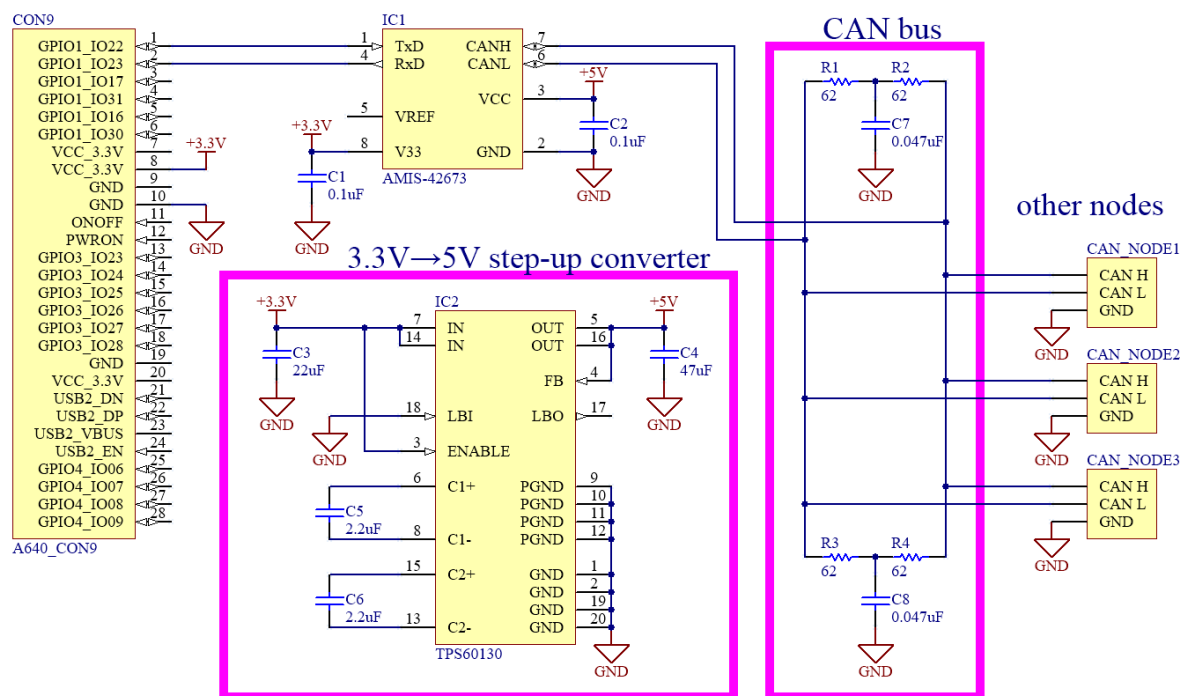 CON9
GPIO1_IO22 1
GPIO1_IO23 2
GPIO1_IO17 3
GPIO1_IO31 4
GPIO1_IO16 5
GPIO1_IO30 6
VCC_3.3V 7
VCC_3.3V 8
GND 9
GND 10
ONOFF 11
PWRON 12
GPIO3_IO23 13
GPIO3_IO24 14
GPIO3_IO25 15
GPIO3_IO26 16
GPIO3_IO27 17
GPIO3_IO28 18
GND 19
VCC_3.3V 20
USB2_DN 21
USB2_DP 22
USB2_VBUS 23
USB2_EN 24
GPIO4_IO06 25
GPIO4_IO07 26
GPIO4_IO08 27
GPIO4_IO09 28
A640_CON9
+3.3V
GND
IC1
1 TxD CANH 7
4 RxD CANL 6
VCC 3
5 VREF
8 V33 GND 2
AMIS-42673
+3.3V
C1
0.1uF
GND
+5V
C2
0.1uF
GND
3.3V→5V step-up converter
IC2
7 IN OUT 5
14 IN OUT 16
FB 4
18 LBI LBO 17
3 ENABLE
6 C1+ PGND 9
PGND 10
PGND 11
8 C1- PGND 12
15 C2+ GND 1
GND 2
GND 19
13 C2- GND 20
TPS60130
+3.3V
C3
22uF
GND
GND
C5
2.2uF
C6
2.2uF
+5V
C4
47uF
GND
GND
CAN bus
R1 R2
62 62
C7
0.047uF
GND
R3 R4
62 62
C8
0.047uF
GND
other nodes
CAN_NODE1
CAN H
CAN L
GND
GND
CAN_NODE2
CAN H
CAN L
GND
GND
CAN_NODE3
CAN H
CAN L
GND
GND